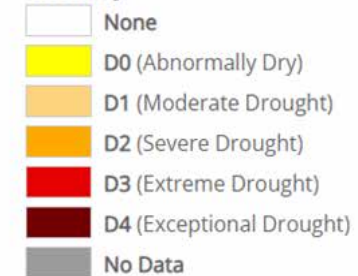 None
D0 (Abnormally Dry)
D1 (Moderate Drought)
D2 (Severe Drought)
D3 (Extreme Drought)
D4 (Exceptional Drought)
No Data